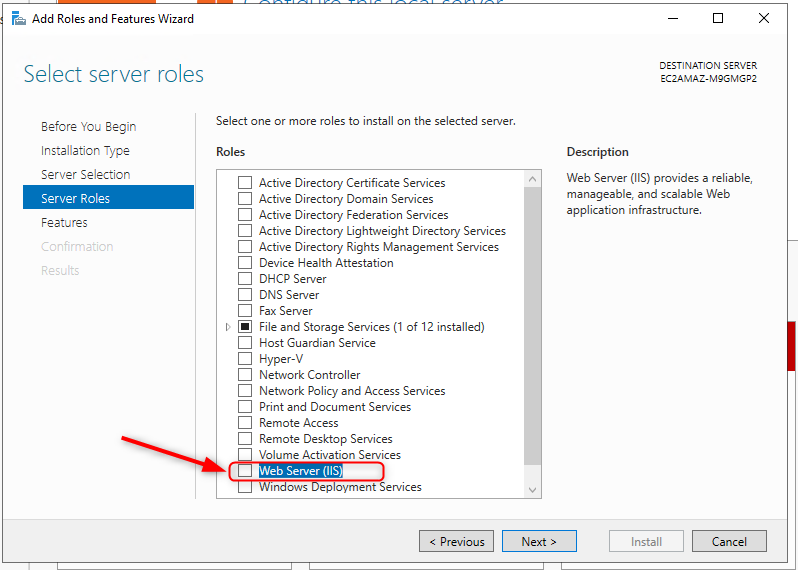 Configure this local server
Add Roles and Features Wizard
Select server roles
DESTINATION SERVER
EC2AMAZ-M9GMGP2
Before You Begin
Installation Type
Server Selection
Server Roles
Features
Confirmation
Results
Select one or more roles to install on the selected server.
Roles
Active Directory Certificate Services
Active Directory Domain Services
Active Directory Federation Services
Active Directory Lightweight Directory Services
Active Directory Rights Management Services
Device Health Attestation
DHCP Server
DNS Server
Fax Server
File and Storage Services (1 of 12 installed)
Host Guardian Service
Hyper-V
Network Controller
Network Policy and Access Services
Print and Document Services
Remote Access
Remote Desktop Services
Volume Activation Services
Web Server (IIS)
Windows Deployment Services
Description
Web Server (IIS) provides a reliable,
manageable, and scalable Web
application infrastructure.
< Previous
Next >
Install
Cancel